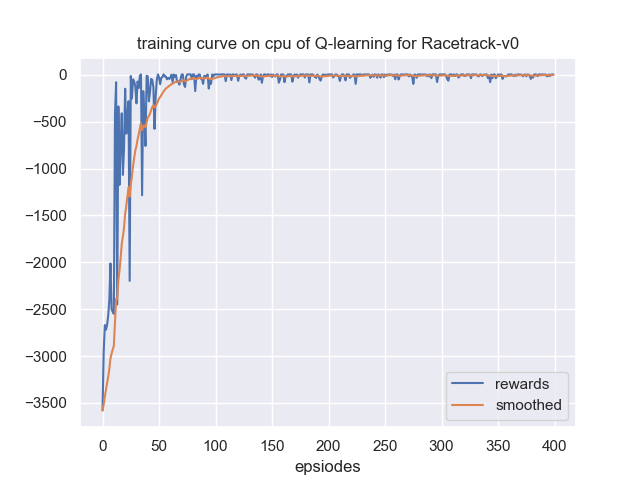 training curve on cpu of Q-learning for Racetrack-v0
0
−500
−1000
−1500
−2000
−2500
−3000
−3500
rewards
smoothed
0 50 100 150 200 250 300 350 400
epsiodes